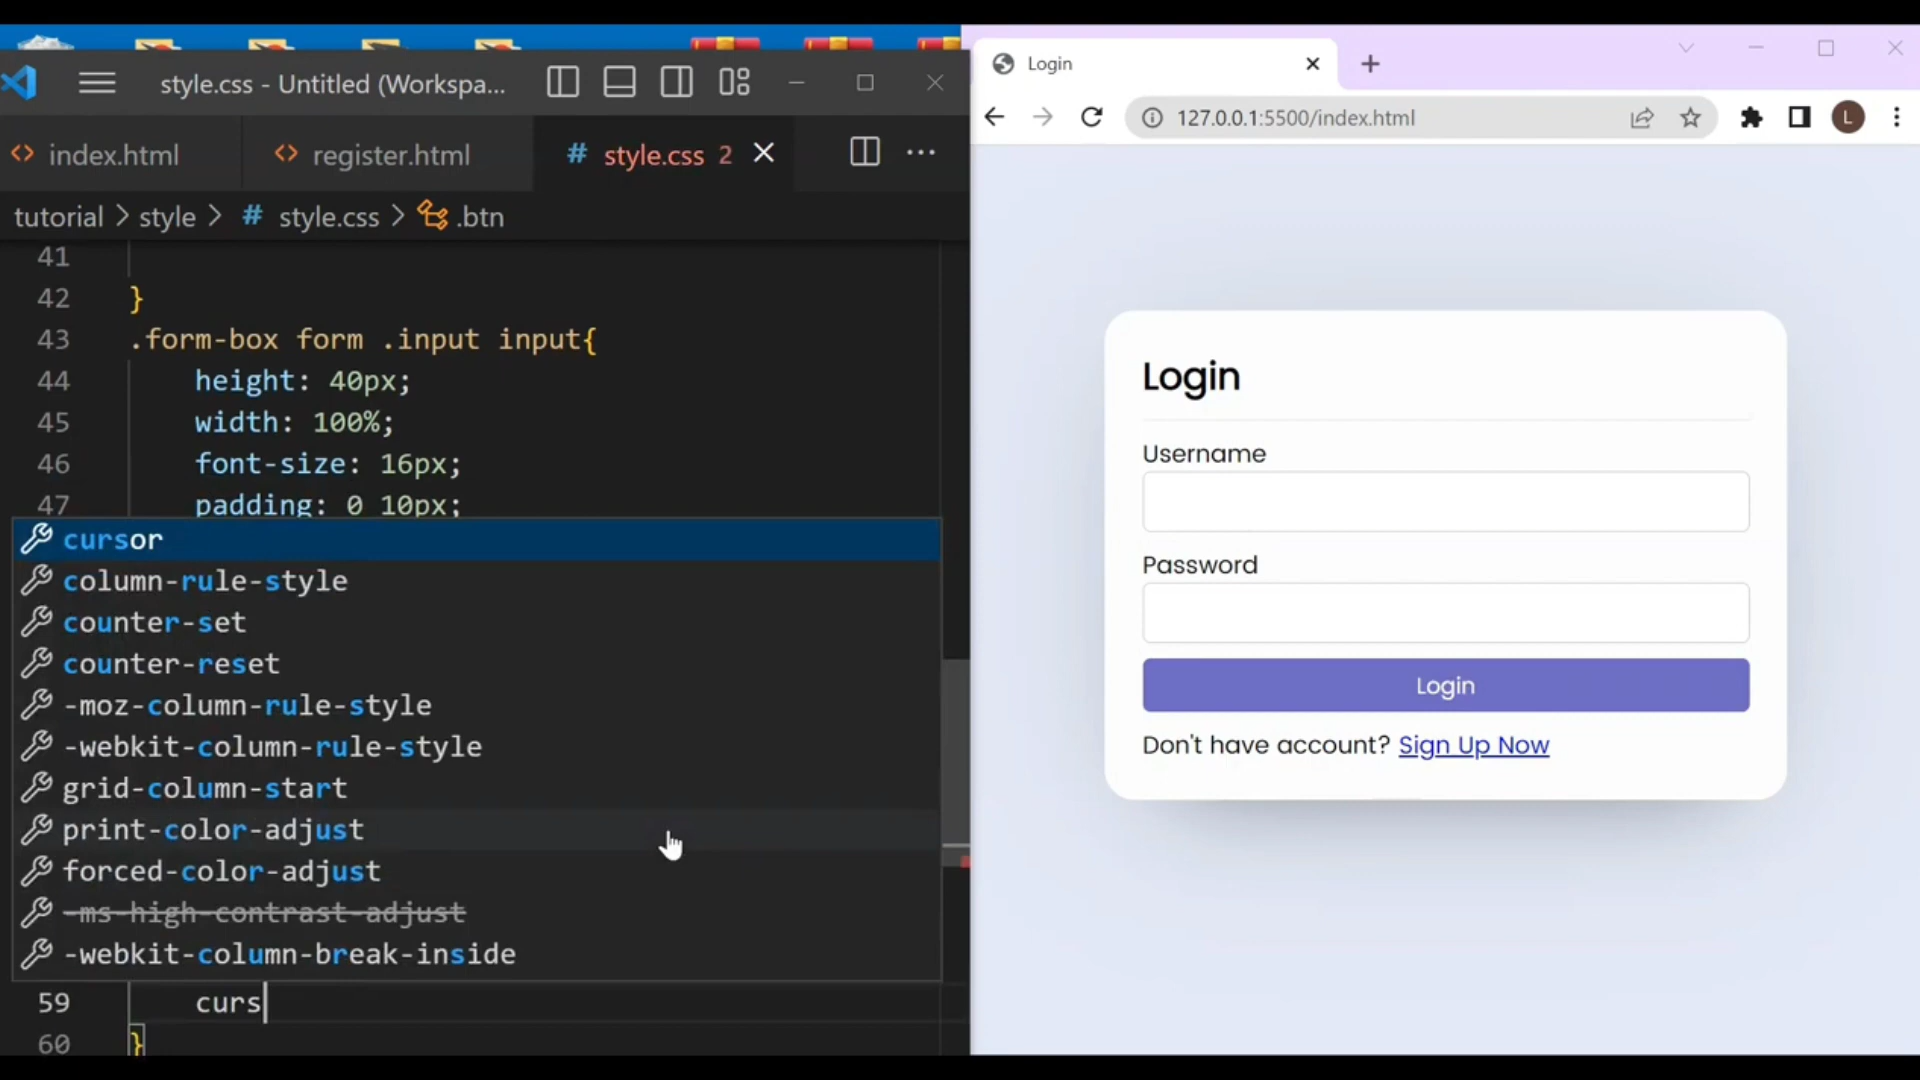 style.css - Untitled (Workspa...
index.html
register.html
style.css 2
tutorial > style > # style.css > .btn
41
42 }
43 .form-box form .input input{
44 height: 40px;
45 width: 100%;
46 font-size: 16px;
47 padding: 0 10px;
cursor
column-rule-style
counter-set
counter-reset
-moz-column-rule-style
-webkit-column-rule-style
grid-column-start
print-color-adjust
forced-color-adjust
-ms-high-contrast-adjust
-webkit-column-break-inside
59 curs
60 }
Login
127.0.0.1:5500/index.html
L
Login
Username
Password
Login
Don't have account? Sign Up Now